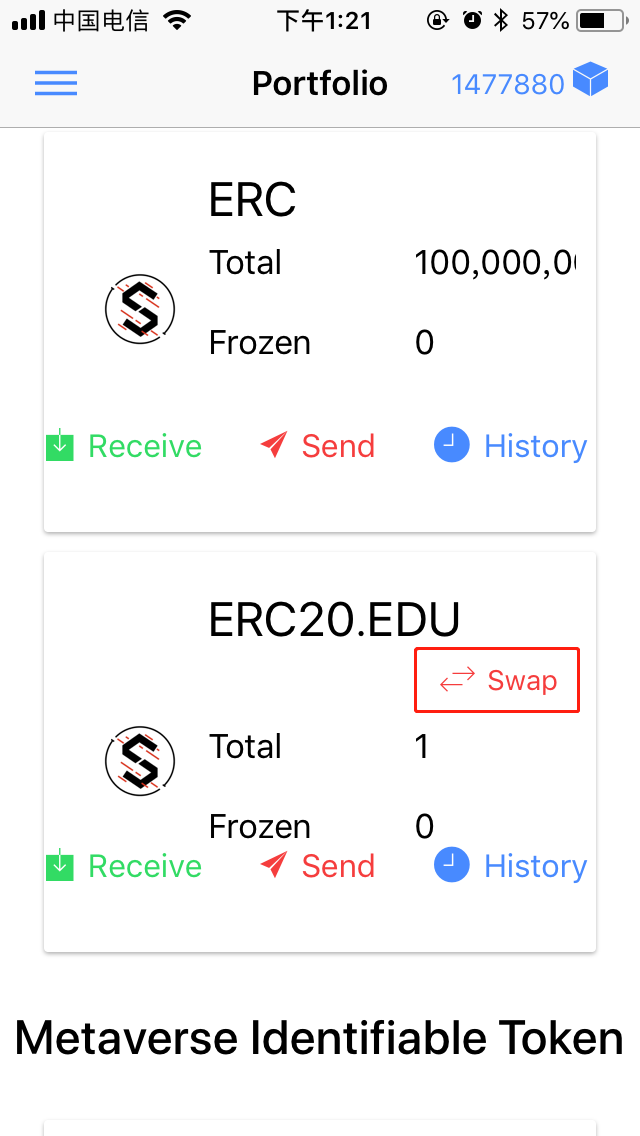 中国电信 下午1:21 57%
Portfolio 1477880
ERC
Total 100,000,0
Frozen 0
Receive Send History
ERC20.EDU
Swap
Total 1
Frozen 0
Receive Send History
Metaverse Identifiable Token